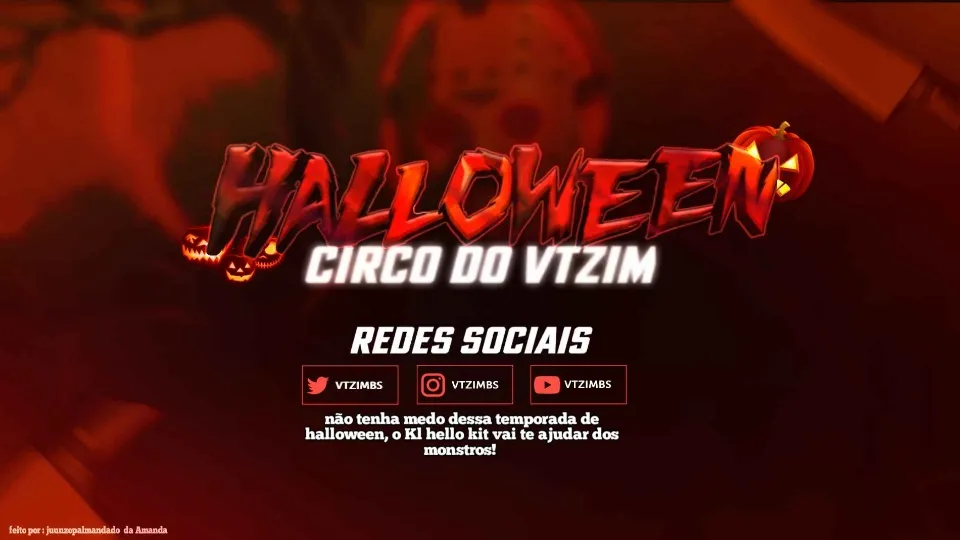 HALLOWEEN
CIRCO DO VTZIM
REDES SOCIAIS
VTZIMBS VTZIMBS VTZIMBS
não tenha medo dessa temporada de
halloween, o Kl hello kit vai te ajudar dos
monstros!
feito por : juunzopalmandado da Amanda